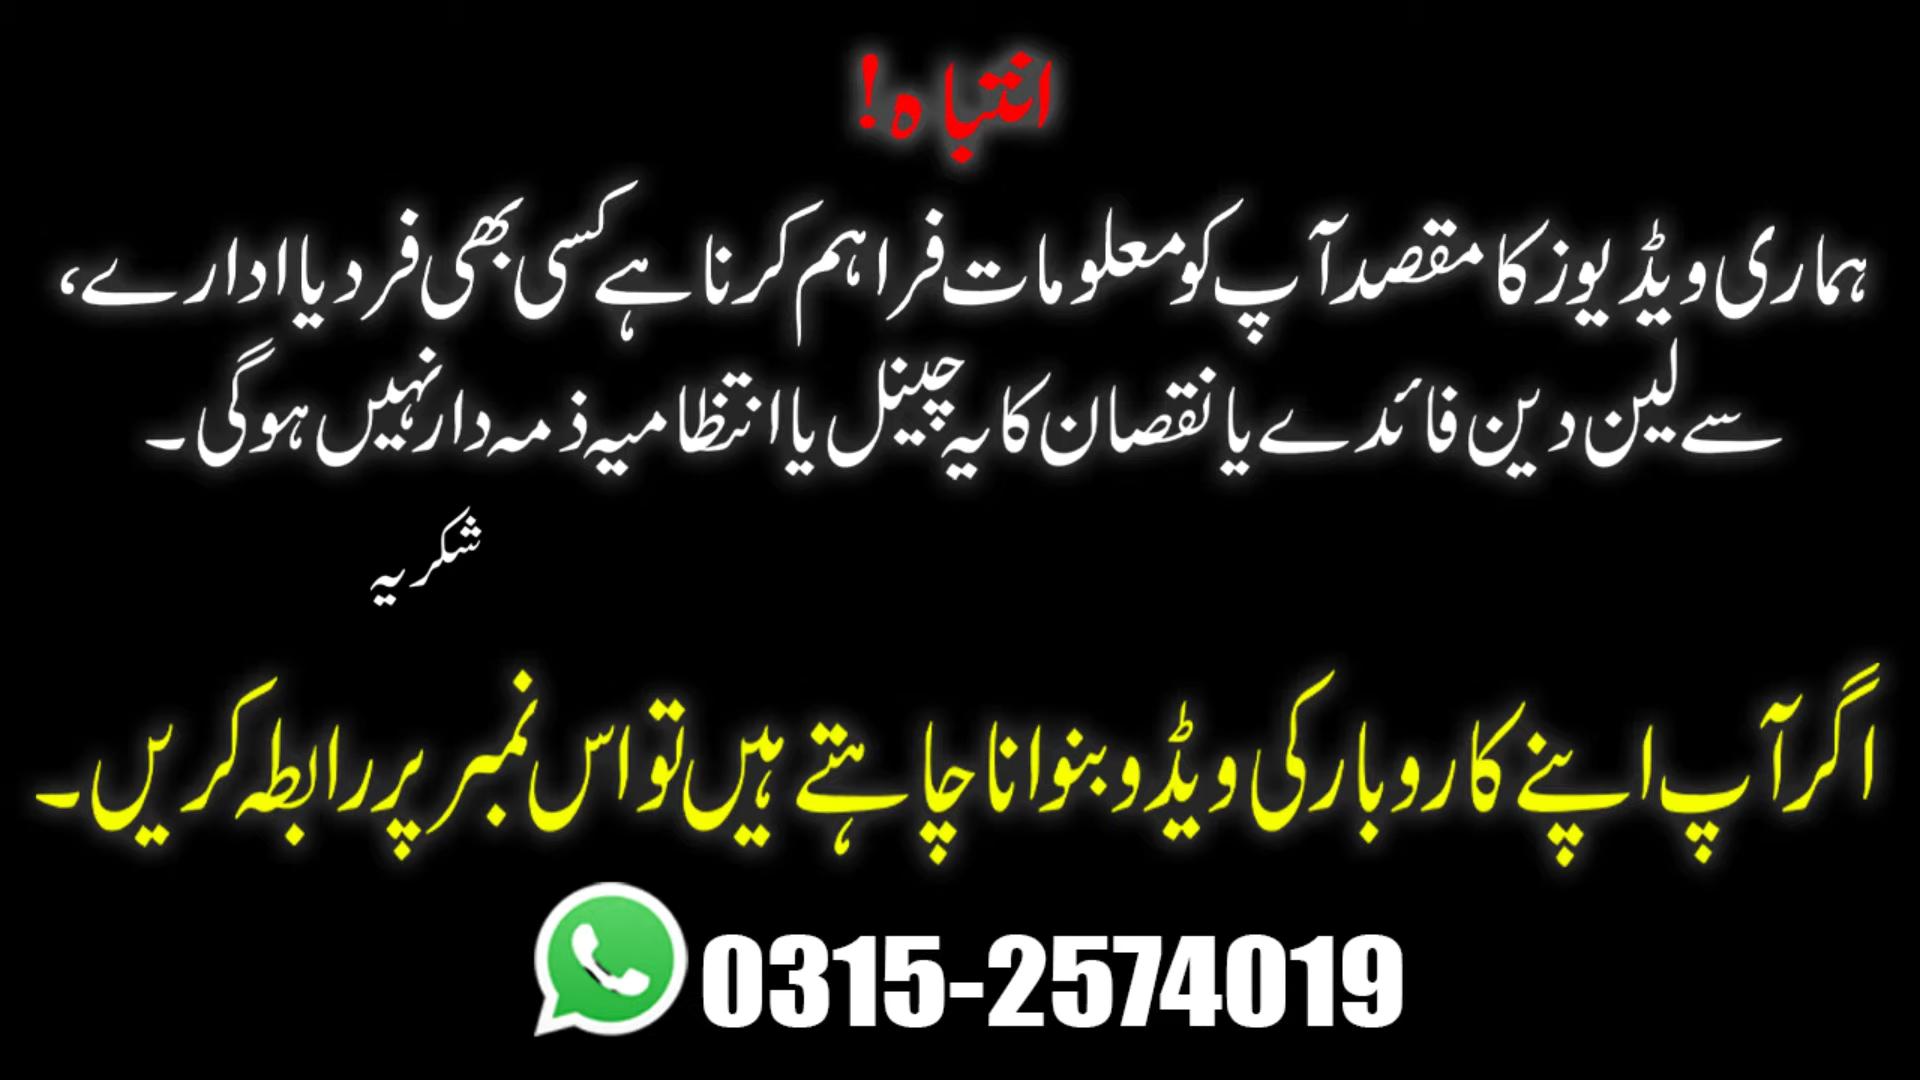 انتباہ!
ہماری ویڈیوز کا مقصد آپ کو معلومات فراہم کرنا ہے کسی بھی فرد یا ادارے،
سے لین دین فائدے یا نقصان کا یہ چینل یا انتظامیہ ذمہ دار نہیں ہوگی۔
شکریہ
اگر آپ اپنے کاروبار کی ویڈو بنوانا چاہتے ہیں تو اس نمبر پر رابطہ کریں۔
0315-2574019